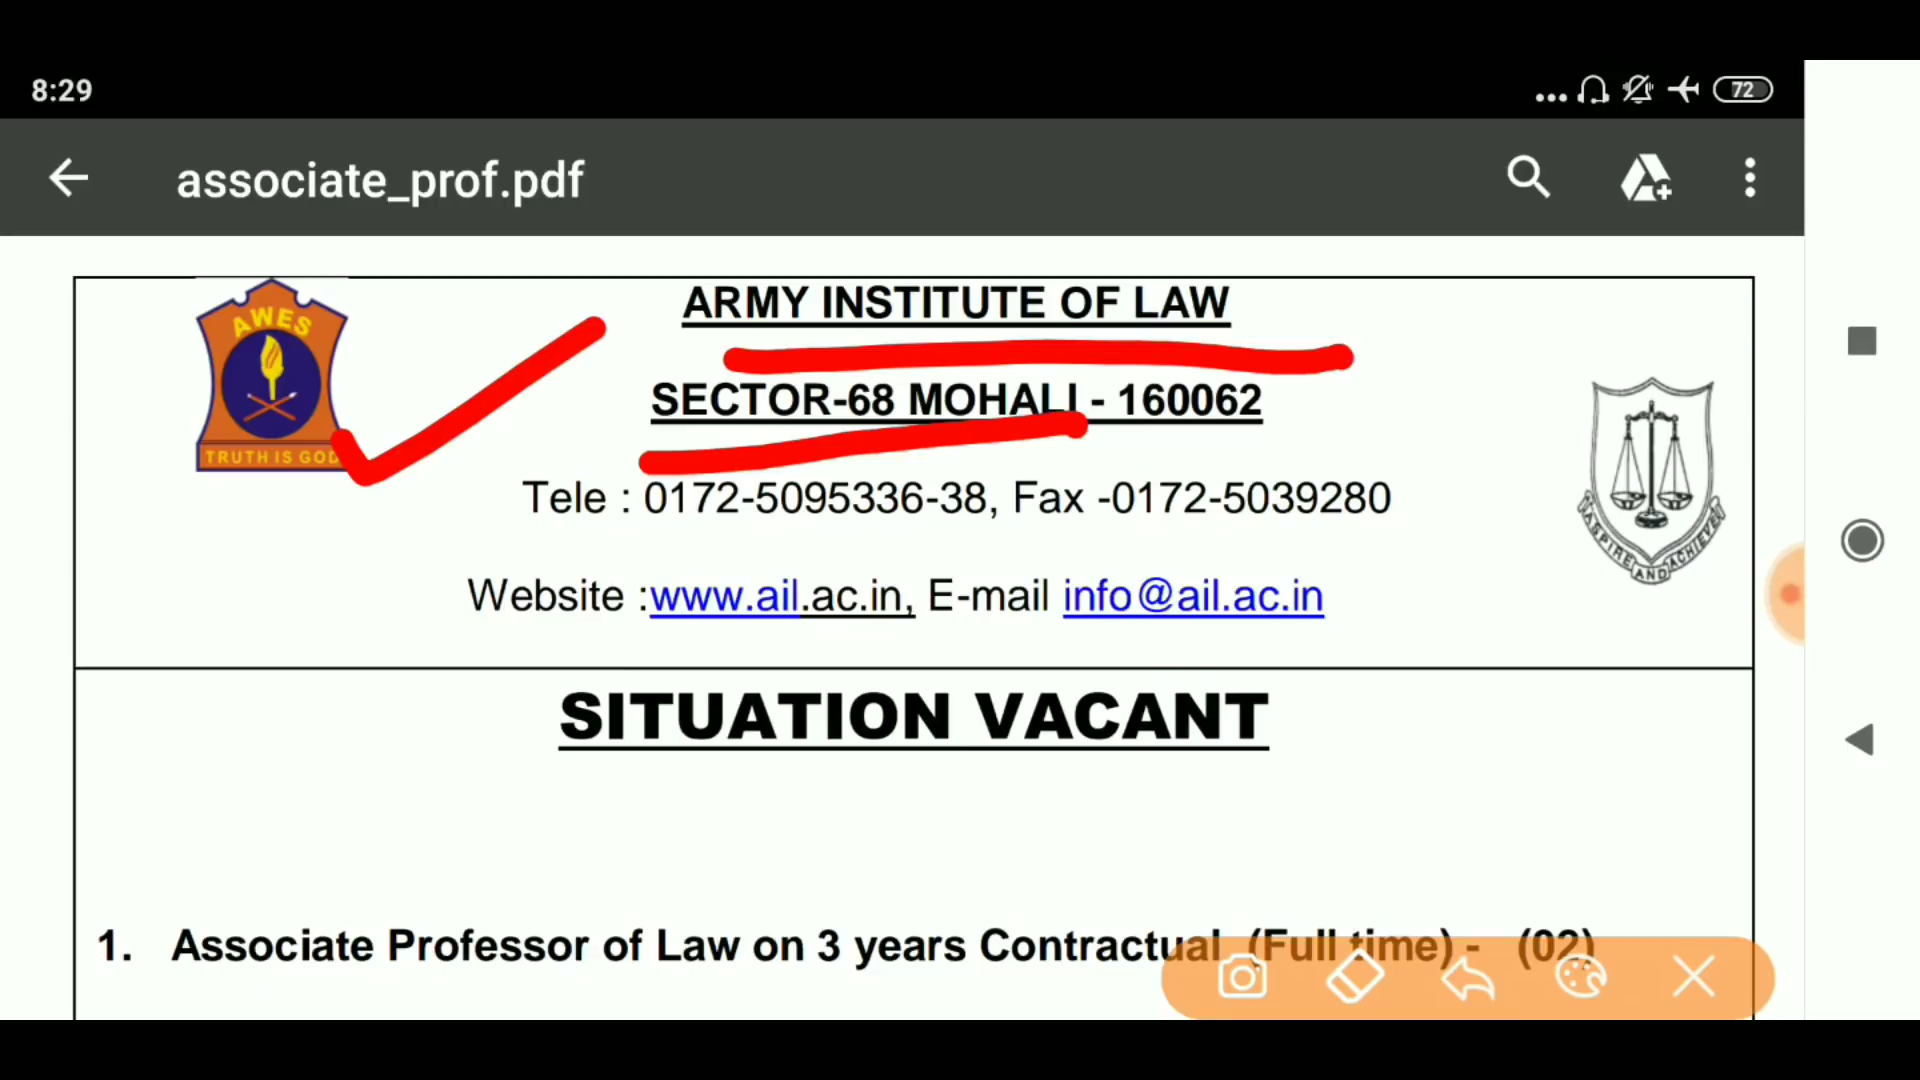 8:29
72
associate_prof.pdf
AWES
TRUTH IS GOD
ARMY INSTITUTE OF LAW
SECTOR-68 MOHALI - 160062
Tele : 0172-5095336-38, Fax -0172-5039280
Website :www.ail.ac.in, E-mail info@ail.ac.in
ASPIRE AND ACHIEVE
SITUATION VACANT
1. Associate Professor of Law on 3 years Contractual (Full time) - (02)